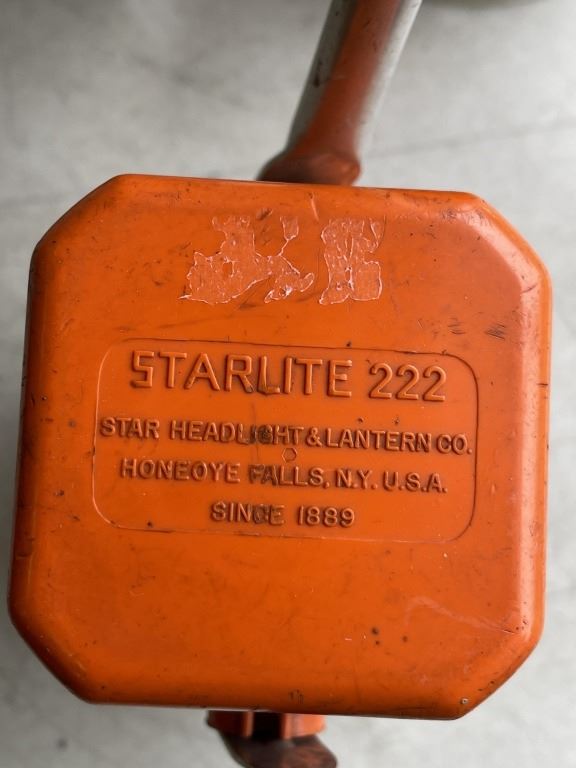 STARLITE 222
STAR HEADLIGHT & LANTERN CO.
HONEOYE FALLS, N.Y. U.S.A.
SINCE 1889